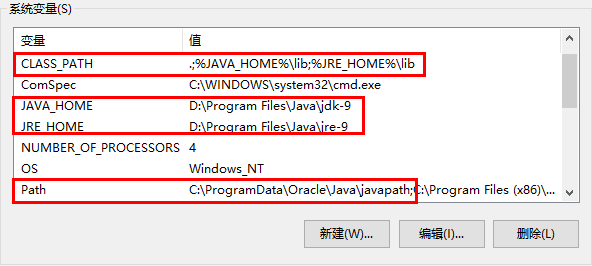 系统变量(S)
变量 值
CLASS_PATH .;%JAVA_HOME%\lib;%JRE_HOME%\lib
ComSpec C:\WINDOWS\system32\cmd.exe
JAVA_HOME D:\Program Files\Java\jdk-9
JRE_HOME D:\Program Files\Java\jre-9
NUMBER_OF_PROCESSORS 4
OS Windows_NT
Path C:\ProgramData\Oracle\Java\javapath;C:\Program Files (x86)\...
新建(W)... 编辑(I)... 删除(L)